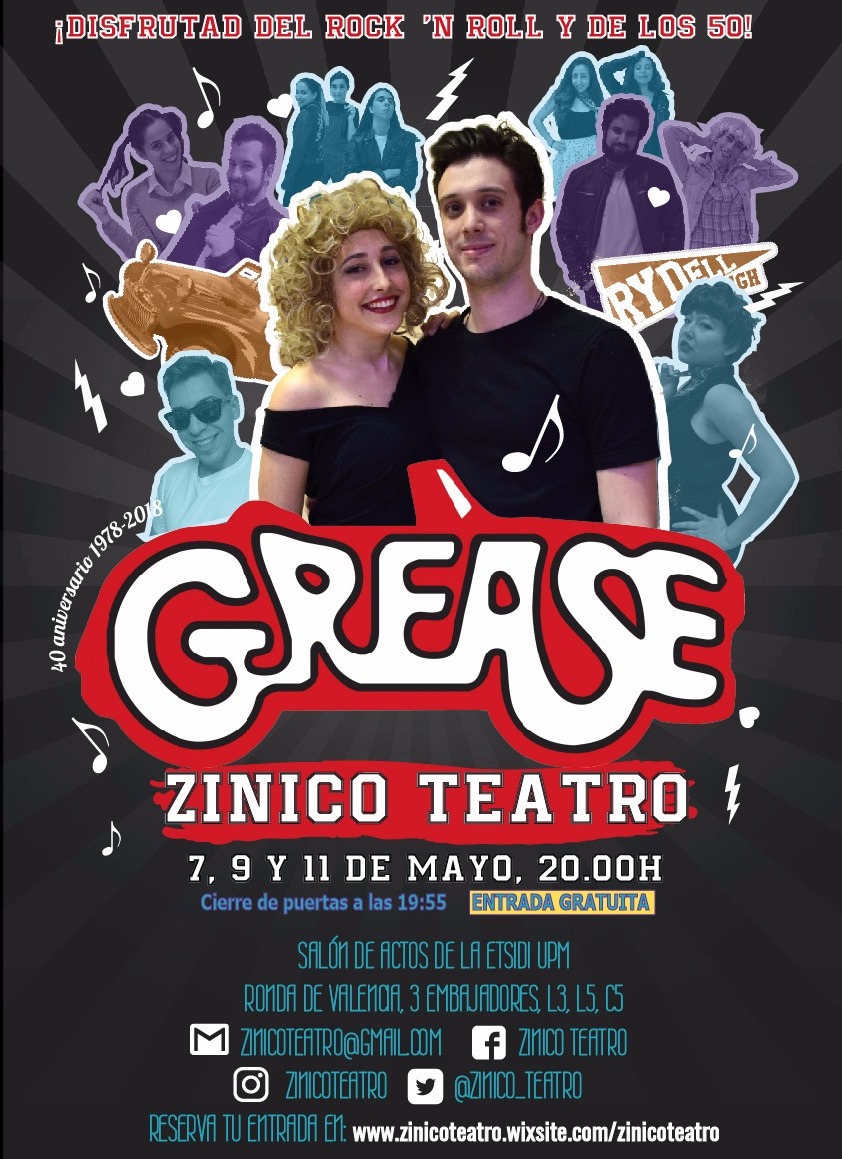 ¡DISFRUTAD DEL ROCK 'N ROLL Y DE LOS 50!
RYDELL
HIGH
40 aniversario 1978-2018
GREASE
ZINICO TEATRO
7, 9 Y 11 DE MAYO, 20.00H
Cierre de puertas a las 19:55 ENTRADA GRATUITA
SALÓN DE ACTOS DE LA ETSIDI UPM
RONDA DE VALENCIA, 3 EMBAJADORES, L3, L5, C5
ZINICOTEATRO@GMAIL.COM ZINICO TEATRO
ZINICOTEATRO @ZINICO_TEATRO
RESERVA TU ENTRADA EN: www.zinicoteatro.wixsite.com/zinicoteatro